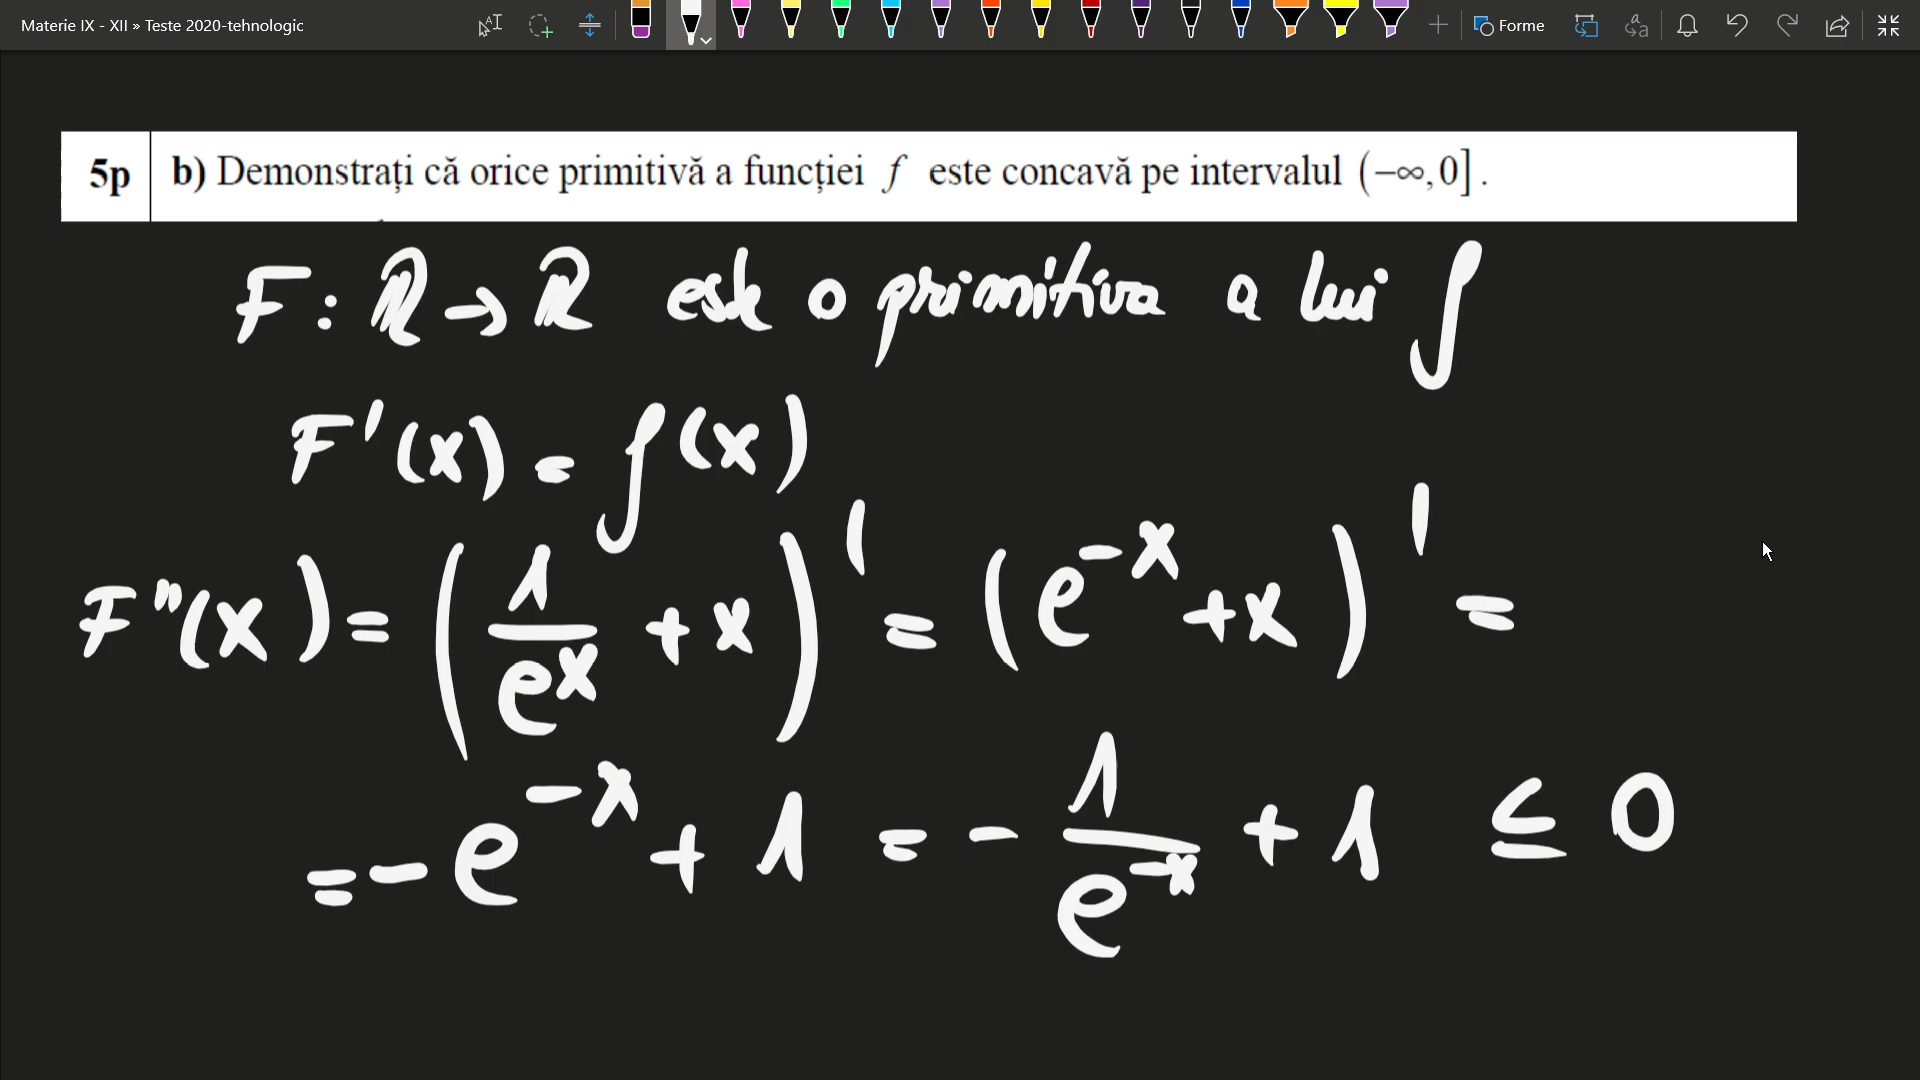 Materie IX - XII » Teste 2020-tehnologic
Forme
5p b) Demonstrați că orice primitivă a funcției f este concavă pe intervalul (−∞,0].
F: ℝ → ℝ este o primitiva a lui f
F'(x) = f(x)
F"(x) = (1/e^x + x)' = (e^-x + x)' =
= - e^-x + 1 = - 1/e^-x + 1 ≤ 0